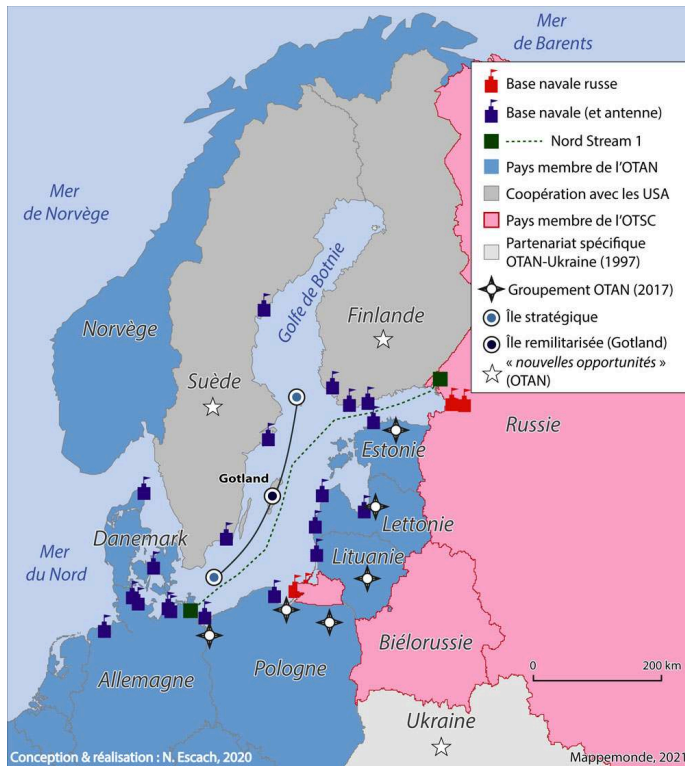 Mer
de Barents
Base navale russe
Base navale (et antenne)
Nord Stream 1
Pays membre de l'OTAN
Coopération avec les USA
Pays membre de l'OTSC
Partenariat spécifique
OTAN-Ukraine (1997)
Groupement OTAN (2017)
Île stratégique
Île remilitarisée (Gotland)
« nouvelles opportunités »
(OTAN)
Mer
de Norvège
Norvège
Golfe de Botnie
Finlande
Suède
Gotland
Estonie
Russie
Lettonie
Danemark
Lituanie
Mer
du Nord
Biélorussie
Allemagne
Pologne
0 200 km
Ukraine
Conception & réalisation : N. Escach, 2020
Mappemonde, 2021